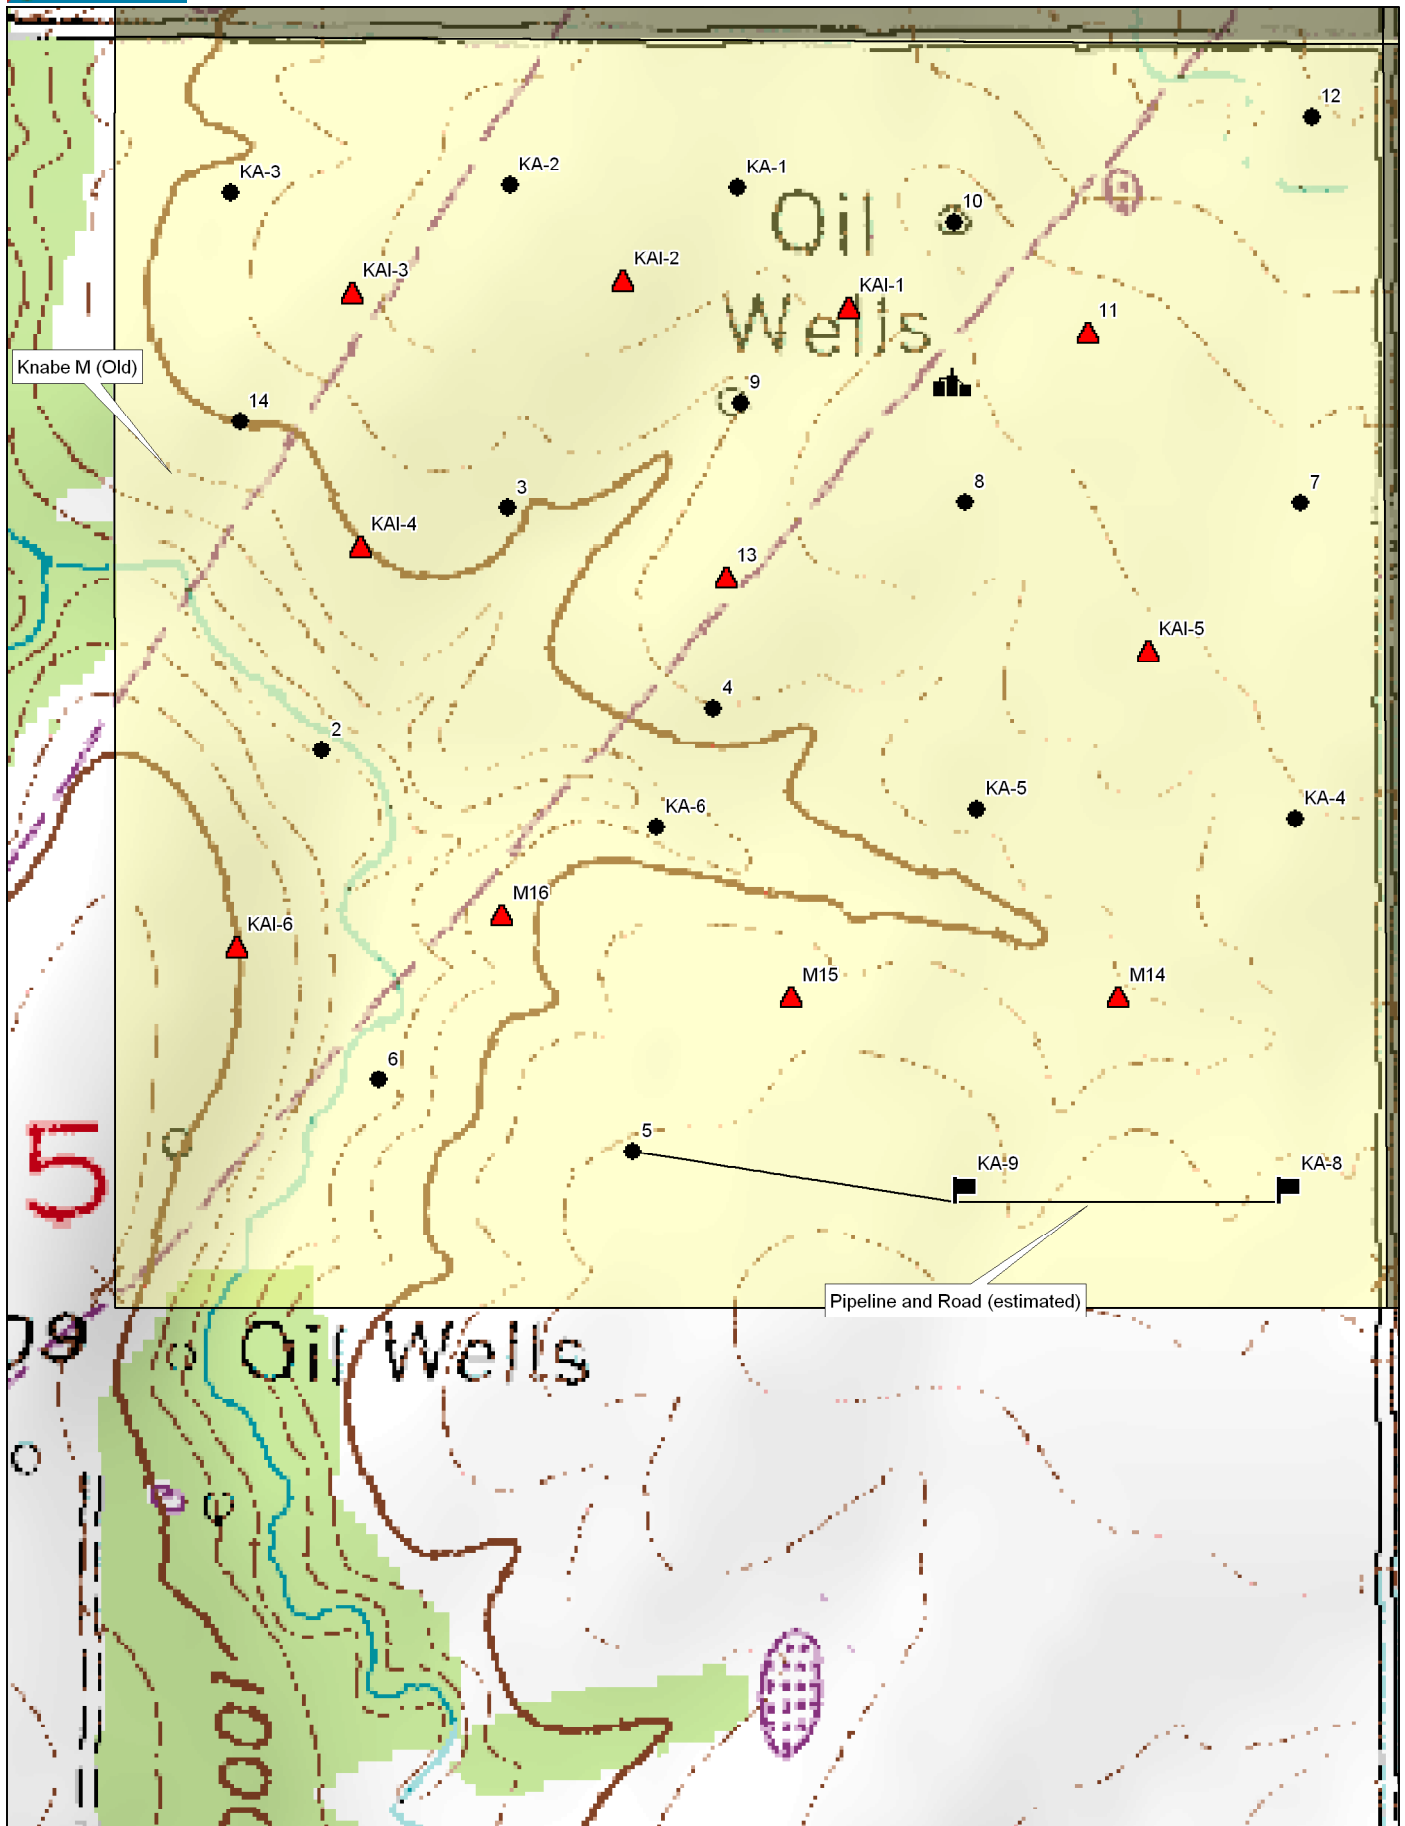 12
KA-3
KA-2
KA-1
10
Oil
Wells
KAI-3
KAI-2
KAI-1
11
Knabe M (Old)
9
14
3
8
7
KAI-4
13
KAI-5
4
2
KA-6
KA-5
KA-4
M16
KAI-6
M15
M14
6
5
5
KA-9
KA-8
Pipeline and Road (estimated)
Oil Wells